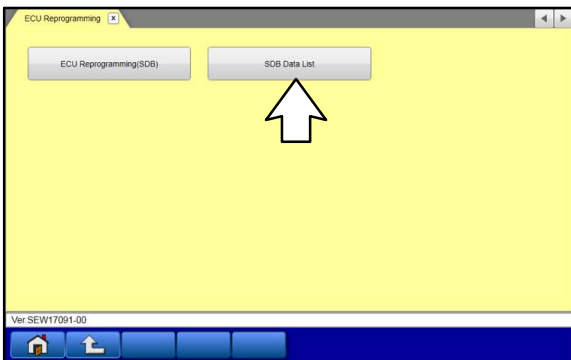 ECU Reprogramming x
ECU Reprogramming(SDB) SDB Data List
Ver.SEW17091-00